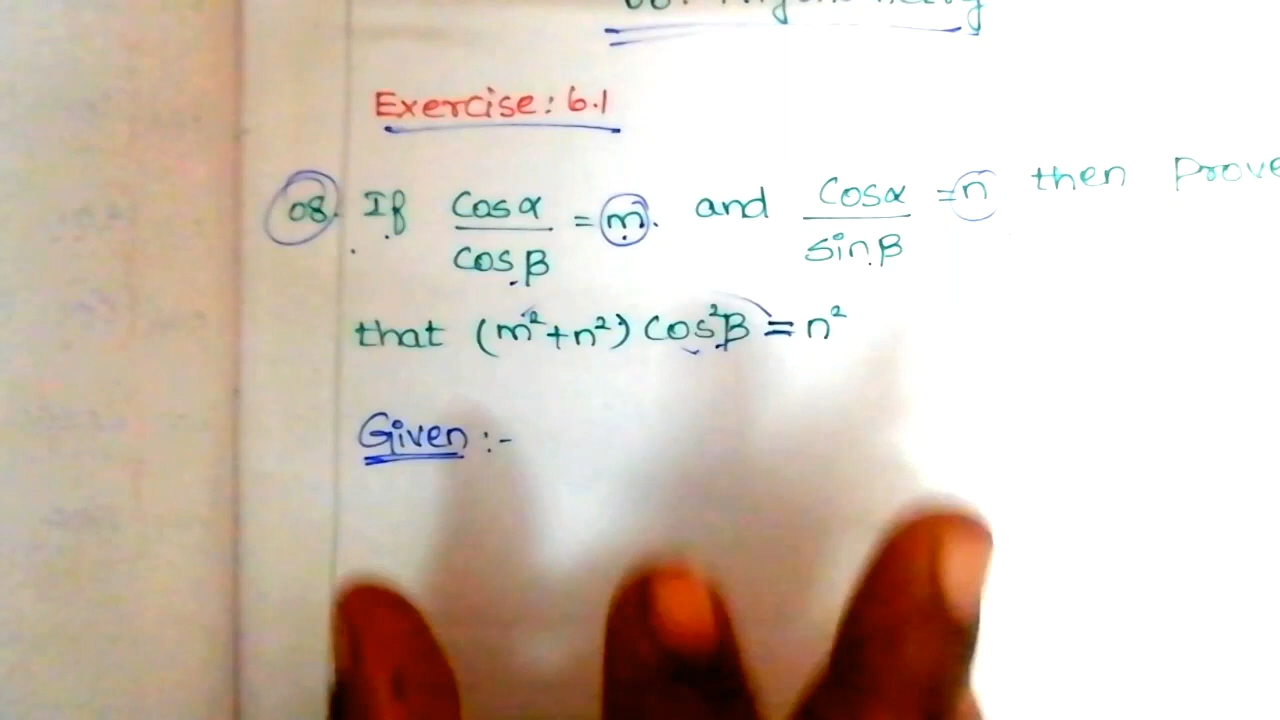 Exercise: 6.1
08. If Cosα/Cosβ = m. and Cosα/sinβ = n then Prove
that (m²+n²) Cos²β = n²
Given :-